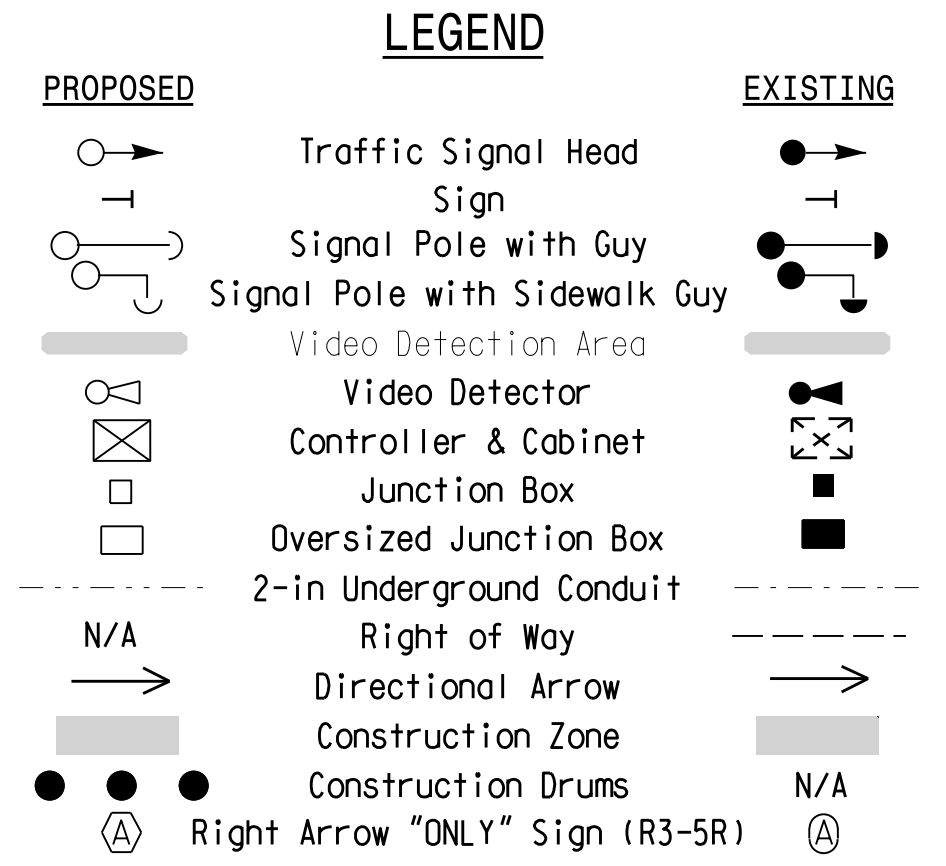 LEGEND
PROPOSED EXISTING
Traffic Signal Head
Sign
Signal Pole with Guy
Signal Pole with Sidewalk Guy
Video Detection Area
Video Detector
Controller & Cabinet
Junction Box
Oversized Junction Box
2-in Underground Conduit
N/A Right of Way
Directional Arrow
Construction Zone
Construction Drums N/A
A Right Arrow "ONLY" Sign (R3-5R) A